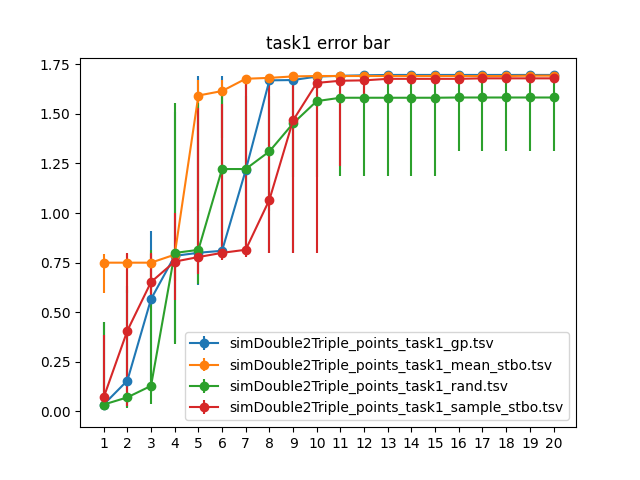 task1 error bar
1.75
1.50
1.25
1.00
0.75
0.50
0.25
0.00
simDouble2Triple_points_task1_gp.tsv
simDouble2Triple_points_task1_mean_stbo.tsv
simDouble2Triple_points_task1_rand.tsv
simDouble2Triple_points_task1_sample_stbo.tsv
1 2 3 4 5 6 7 8 9 10 11 12 13 14 15 16 17 18 19 20